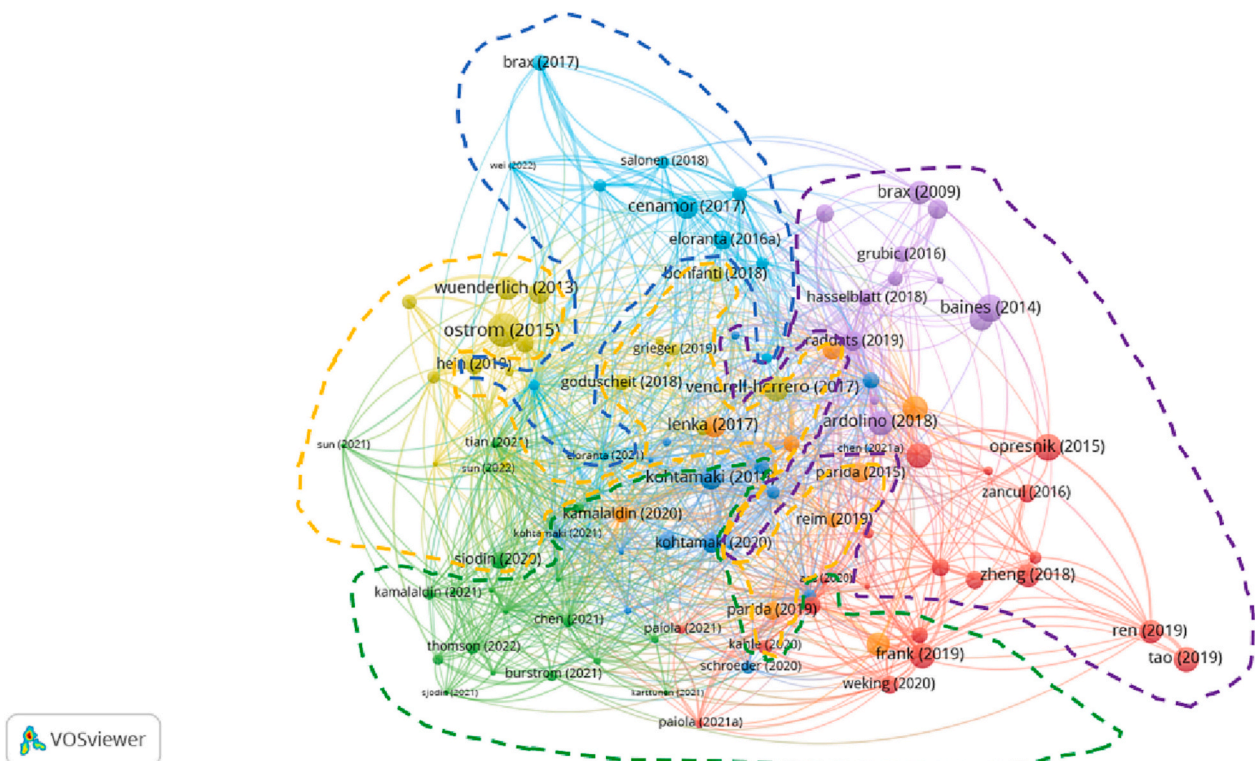 brax (2017)
wei (2022)
salonen (2018)
cenamor (2017)
brax (2009)
eloranta (2016a)
grubic (2016)
bonfanti (2018)
wuenderlich (2013)
hasselblatt (2018)
baines (2014)
ostrom (2015)
raddats (2019)
grieger (2019)
hein (2019)
goduscheit (2018)
vendrell-herrero (2017)
lenka (2017)
ardolino (2018)
sun (2021)
tian (2021)
chen (2021a)
opresnik (2015)
eloranta (2021)
sun (2022)
kohtamaki (2019)
parida (2015)
zancul (2016)
kamalaldin (2020)
reim (2019)
kohtamaki (2021)
kohtamaki (2020)
sjodin (2020)
zheng (2018)
kamalaldin (2021)
parida (2019)
chen (2021)
paiola (2021)
ren (2019)
thomson (2022)
kahle (2020)
frank (2019)
tao (2019)
burstrom (2021)
schroeder (2020)
weking (2020)
sjodin (2021)
karttunen (2021)
paiola (2021a)
VOSviewer